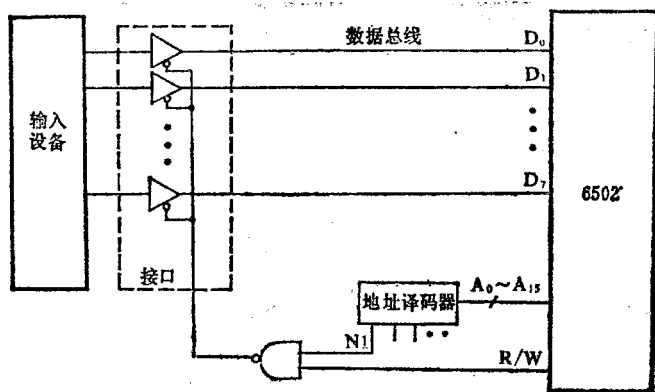 数据总线
D₀
D₁
输入
设备
D₇
6502
接口
地址译码器
A₀~A₁₅
N1
R/W